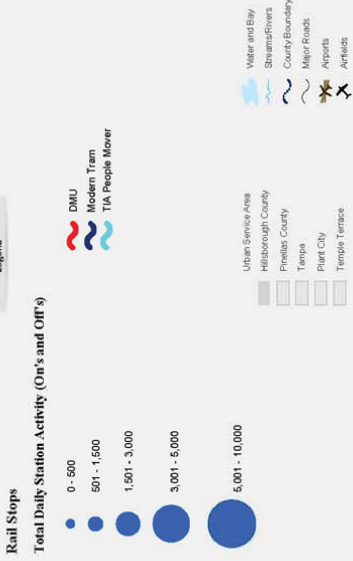 Legend
Rail Stops
Total Daily Station Activity (On's and Off's)
0 - 500
501 - 1,500
1,501 - 3,000
3,001 - 5,000
5,001 - 10,000
DMU
Modern Tram
TIA People Mover
Urban Service Area
Hillsborough County
Pinellas County
Tampa
Plant City
Temple Terrace
Water and Bay
Streams/Rivers
County Boundary
Major Roads
Airports
Airfields